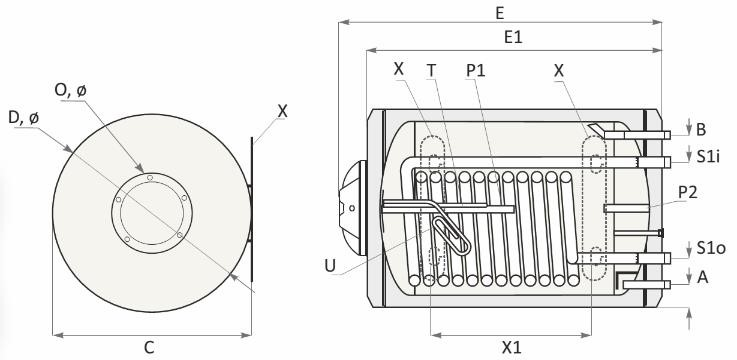 E
E1
X
T
P1
X
O, ø
D, ø
X
B
S1i
P2
U
S1o
A
C
X1